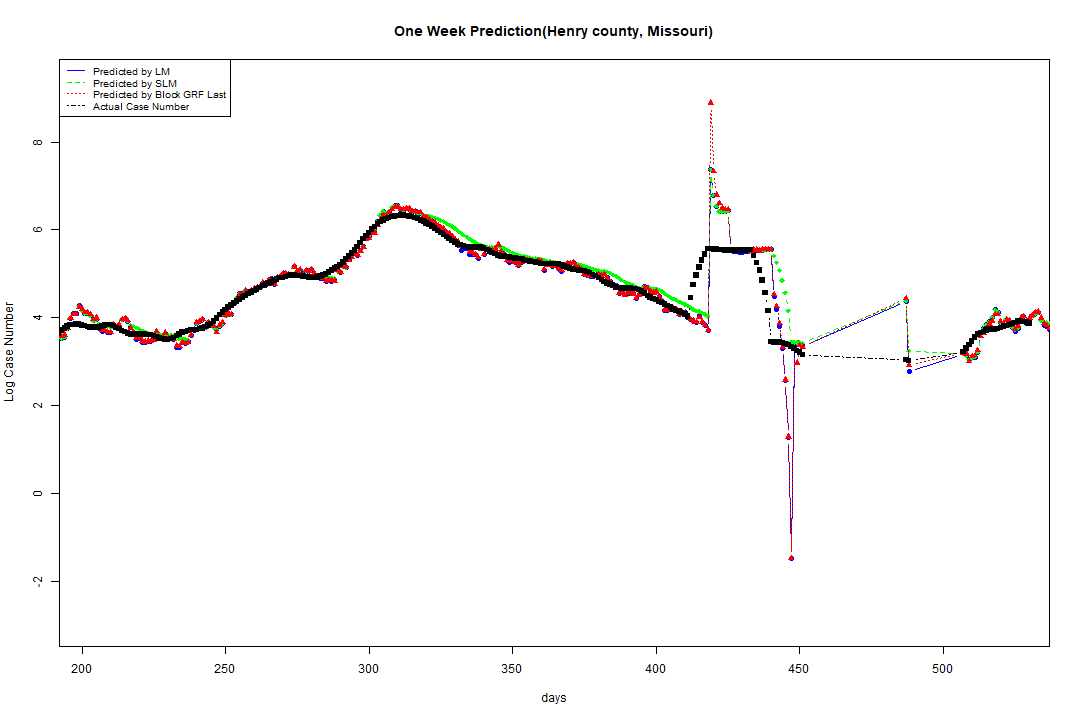 One Week Prediction(Henry county, Missouri)
Predicted by LM
Predicted by SLM
Predicted by Block GRF Last
Actual Case Number
8
6
4
2
0
-2
Log Case Number
200 250 300 350 400 450 500
days